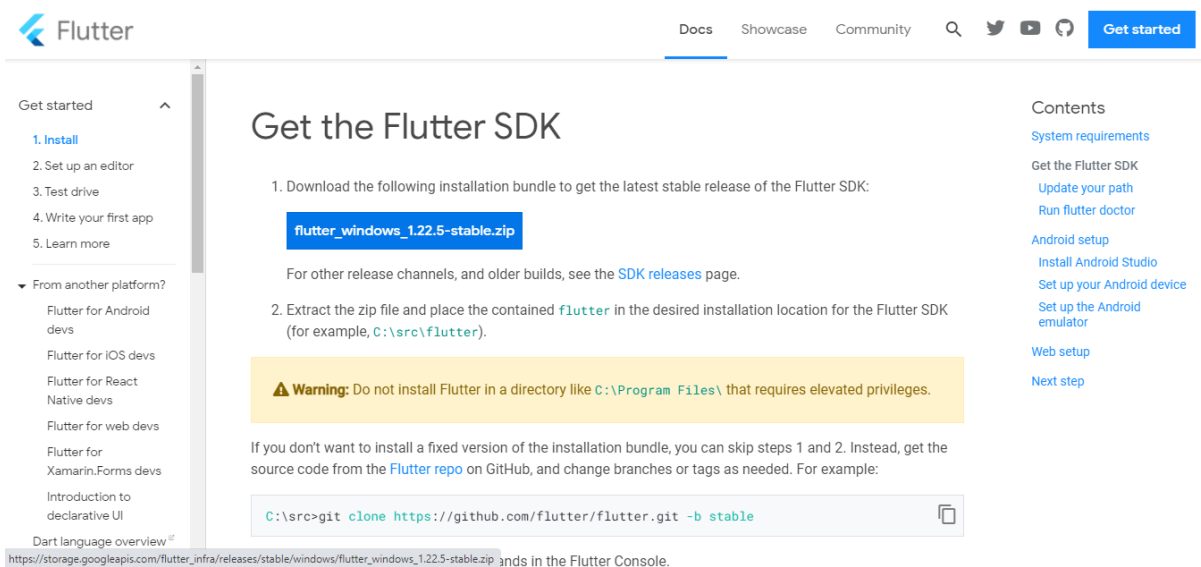 Flutter
Docs Showcase Community Get started
Get started
1. Install
2. Set up an editor
3. Test drive
4. Write your first app
5. Learn more
From another platform?
Flutter for Android
devs
Flutter for iOS devs
Flutter for React
Native devs
Flutter for web devs
Flutter for
Xamarin.Forms devs
Introduction to
declarative UI
Dart language overview
https://storage.googleapis.com/flutter_infra/releases/stable/windows/flutter_windows_1.22.5-stable.zip
Get the Flutter SDK
1. Download the following installation bundle to get the latest stable release of the Flutter SDK:
flutter_windows_1.22.5-stable.zip
For other release channels, and older builds, see the SDK releases page.
2. Extract the zip file and place the contained flutter in the desired installation location for the Flutter SDK
(for example, C:\src\flutter).
Warning: Do not install Flutter in a directory like C:\Program Files\ that requires elevated privileges.
If you don't want to install a fixed version of the installation bundle, you can skip steps 1 and 2. Instead, get the
source code from the Flutter repo on GitHub, and change branches or tags as needed. For example:
C:\src>git clone https://github.com/flutter/flutter.git -b stable
ands in the Flutter Console.
Contents
System requirements
Get the Flutter SDK
Update your path
Run flutter doctor
Android setup
Install Android Studio
Set up your Android device
Set up the Android
emulator
Web setup
Next step